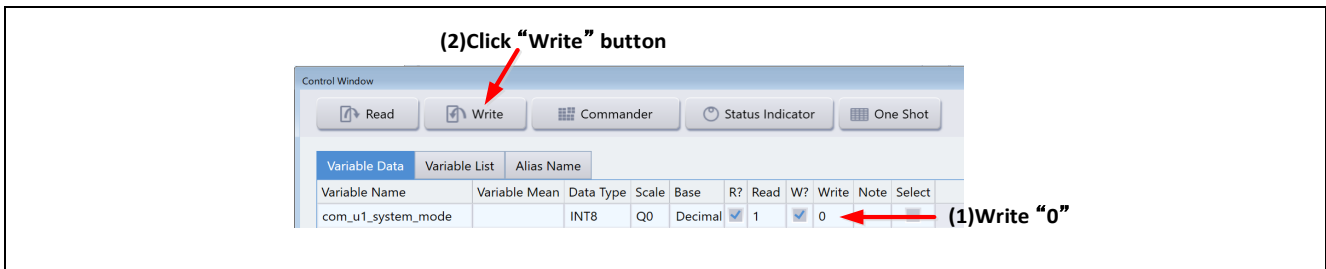 (2)Click “Write” button
Control Window
Read Write Commander Status Indicator One Shot
Variable Data Variable List Alias Name
Variable Name Variable Mean Data Type Scale Base R? Read W? Write Note Select
com_u1_system_mode INT8 Q0 Decimal 1 0
(1)Write “0”